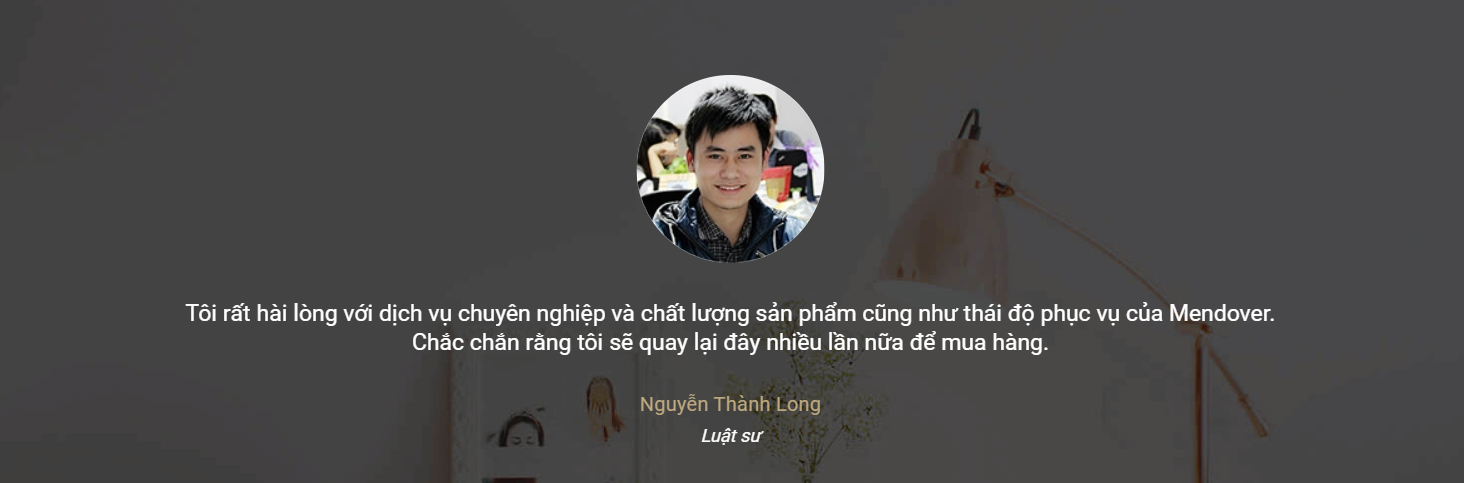 Tôi rất hài lòng với dịch vụ chuyên nghiệp và chất lượng sản phẩm cũng như thái độ phục vụ của Mendover.
Chắc chắn rằng tôi sẽ quay lại đây nhiều lần nữa để mua hàng.
Nguyễn Thành Long
Luật sư